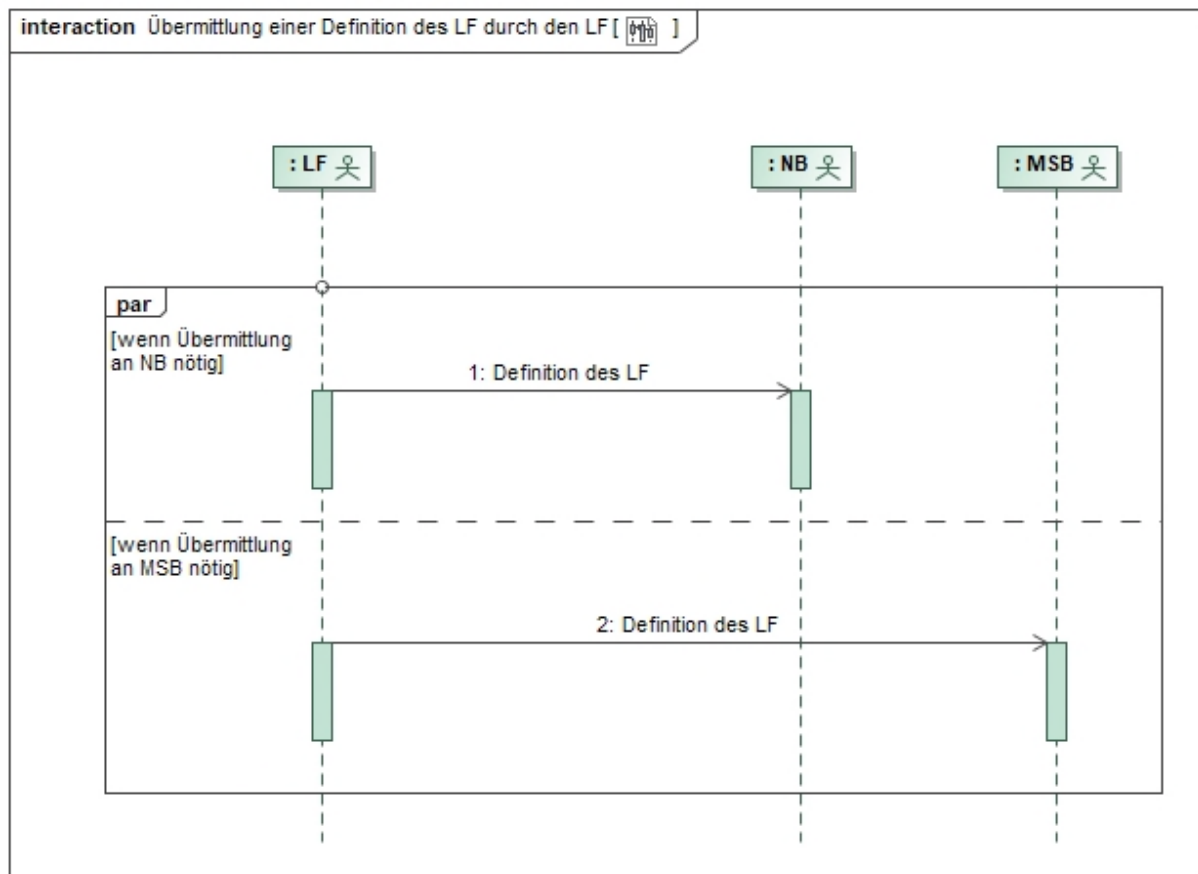 interaction Übermittlung einer Definition des LF durch den LF [ ]
: LF
: NB
: MSB
par
[wenn Übermittlung
an NB nötig]
1: Definition des LF
[wenn Übermittlung
an MSB nötig]
2: Definition des LF